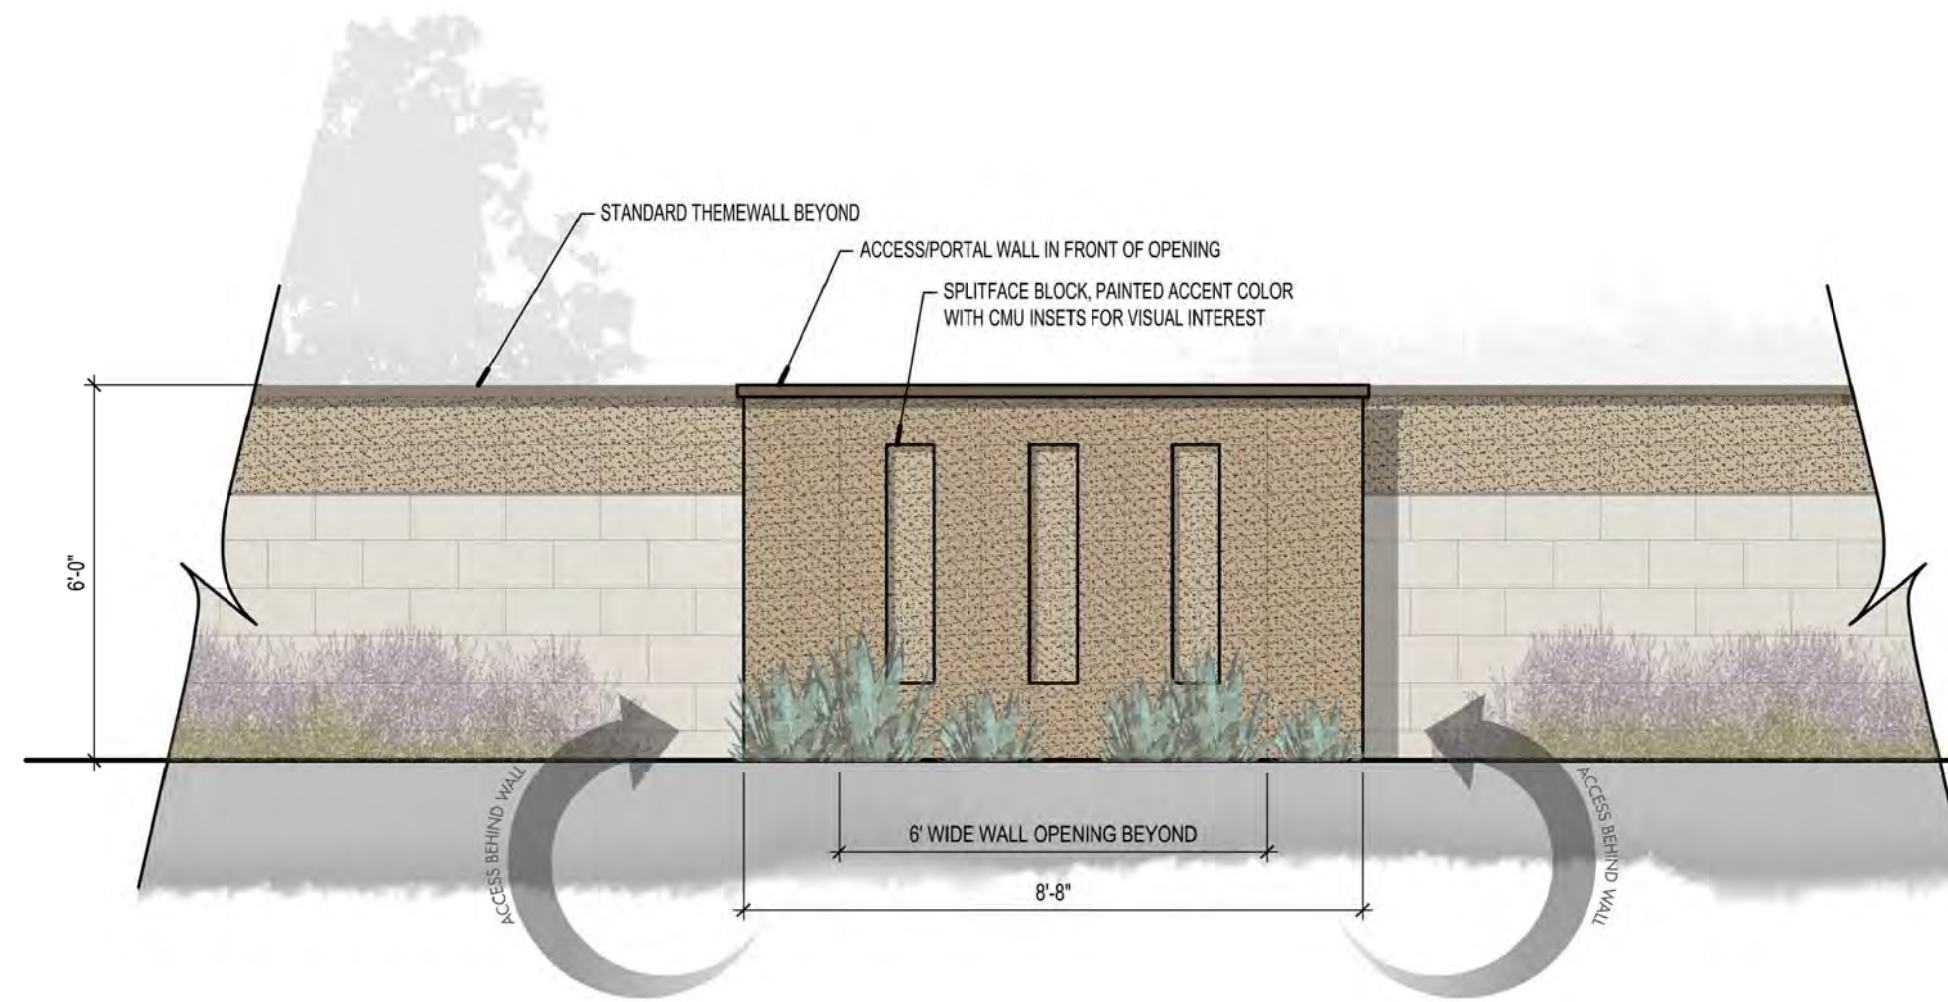 STANDARD THEMEWALL BEYOND
ACCESS/PORTAL WALL IN FRONT OF OPENING
SPLITFACE BLOCK, PAINTED ACCENT COLOR
WITH CMU INSETS FOR VISUAL INTEREST
6'-0"
ACCESS BEHIND WALL
ACCESS BEHIND WALL
6' WIDE WALL OPENING BEYOND
8'-8"